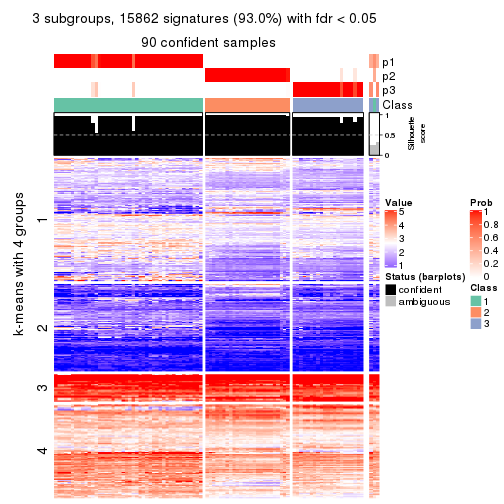 3 subgroups, 15862 signatures (93.0%) with fdr < 0.05
90 confident samples
p1
p2
p3
Class
1
0.5
0
Silhouette
score
k-means with 4 groups
1
2
3
4
Value
5
4
3
2
1
Status (barplots)
confident
ambiguous
Prob
1
0.8
0.6
0.4
0.2
0
Class
1
2
3